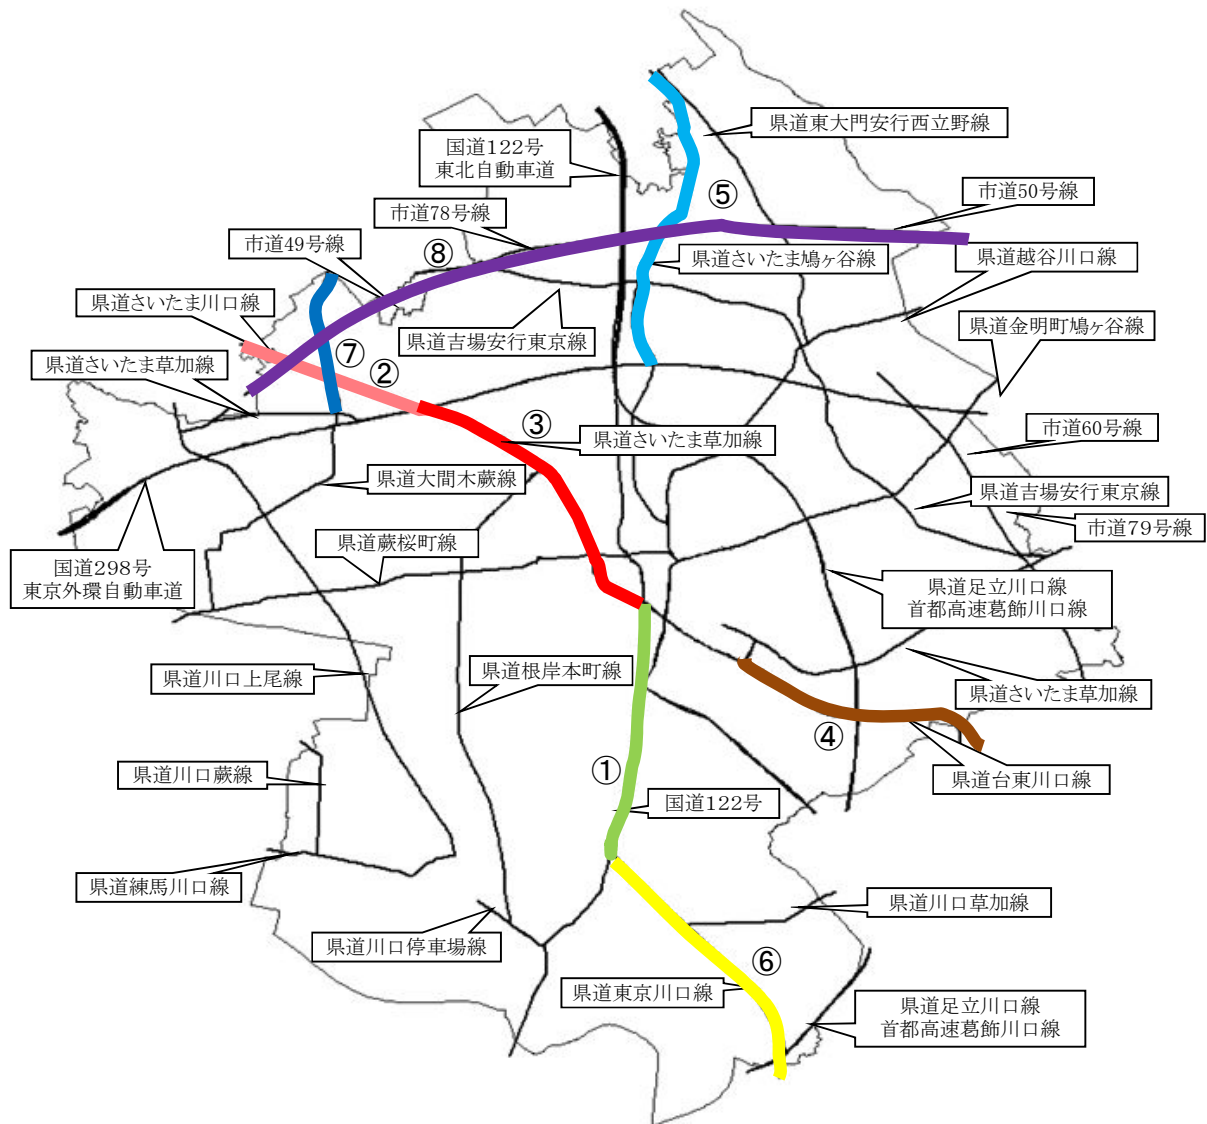 県道東大門安行西立野線
国道122号
東北自動車道
⑤
市道50号線
市道78号線
市道49号線
⑧
県道さいたま鳩ヶ谷線
県道越谷川口線
県道さいたま川口線
県道吉場安行東京線
県道金明町鳩ヶ谷線
県道さいたま草加線
⑦
②
③
県道さいたま草加線
市道60号線
県道大間木蕨線
県道吉場安行東京線
市道79号線
県道蕨桜町線
国道298号
東京外環自動車道
県道足立川口線
首都高速葛飾川口線
県道川口上尾線
県道根岸本町線
県道さいたま草加線
④
①
県道川口蕨線
県道台東川口線
国道122号
県道練馬川口線
県道川口草加線
県道川口停車場線
⑥
県道東京川口線
県道足立川口線
首都高速葛飾川口線